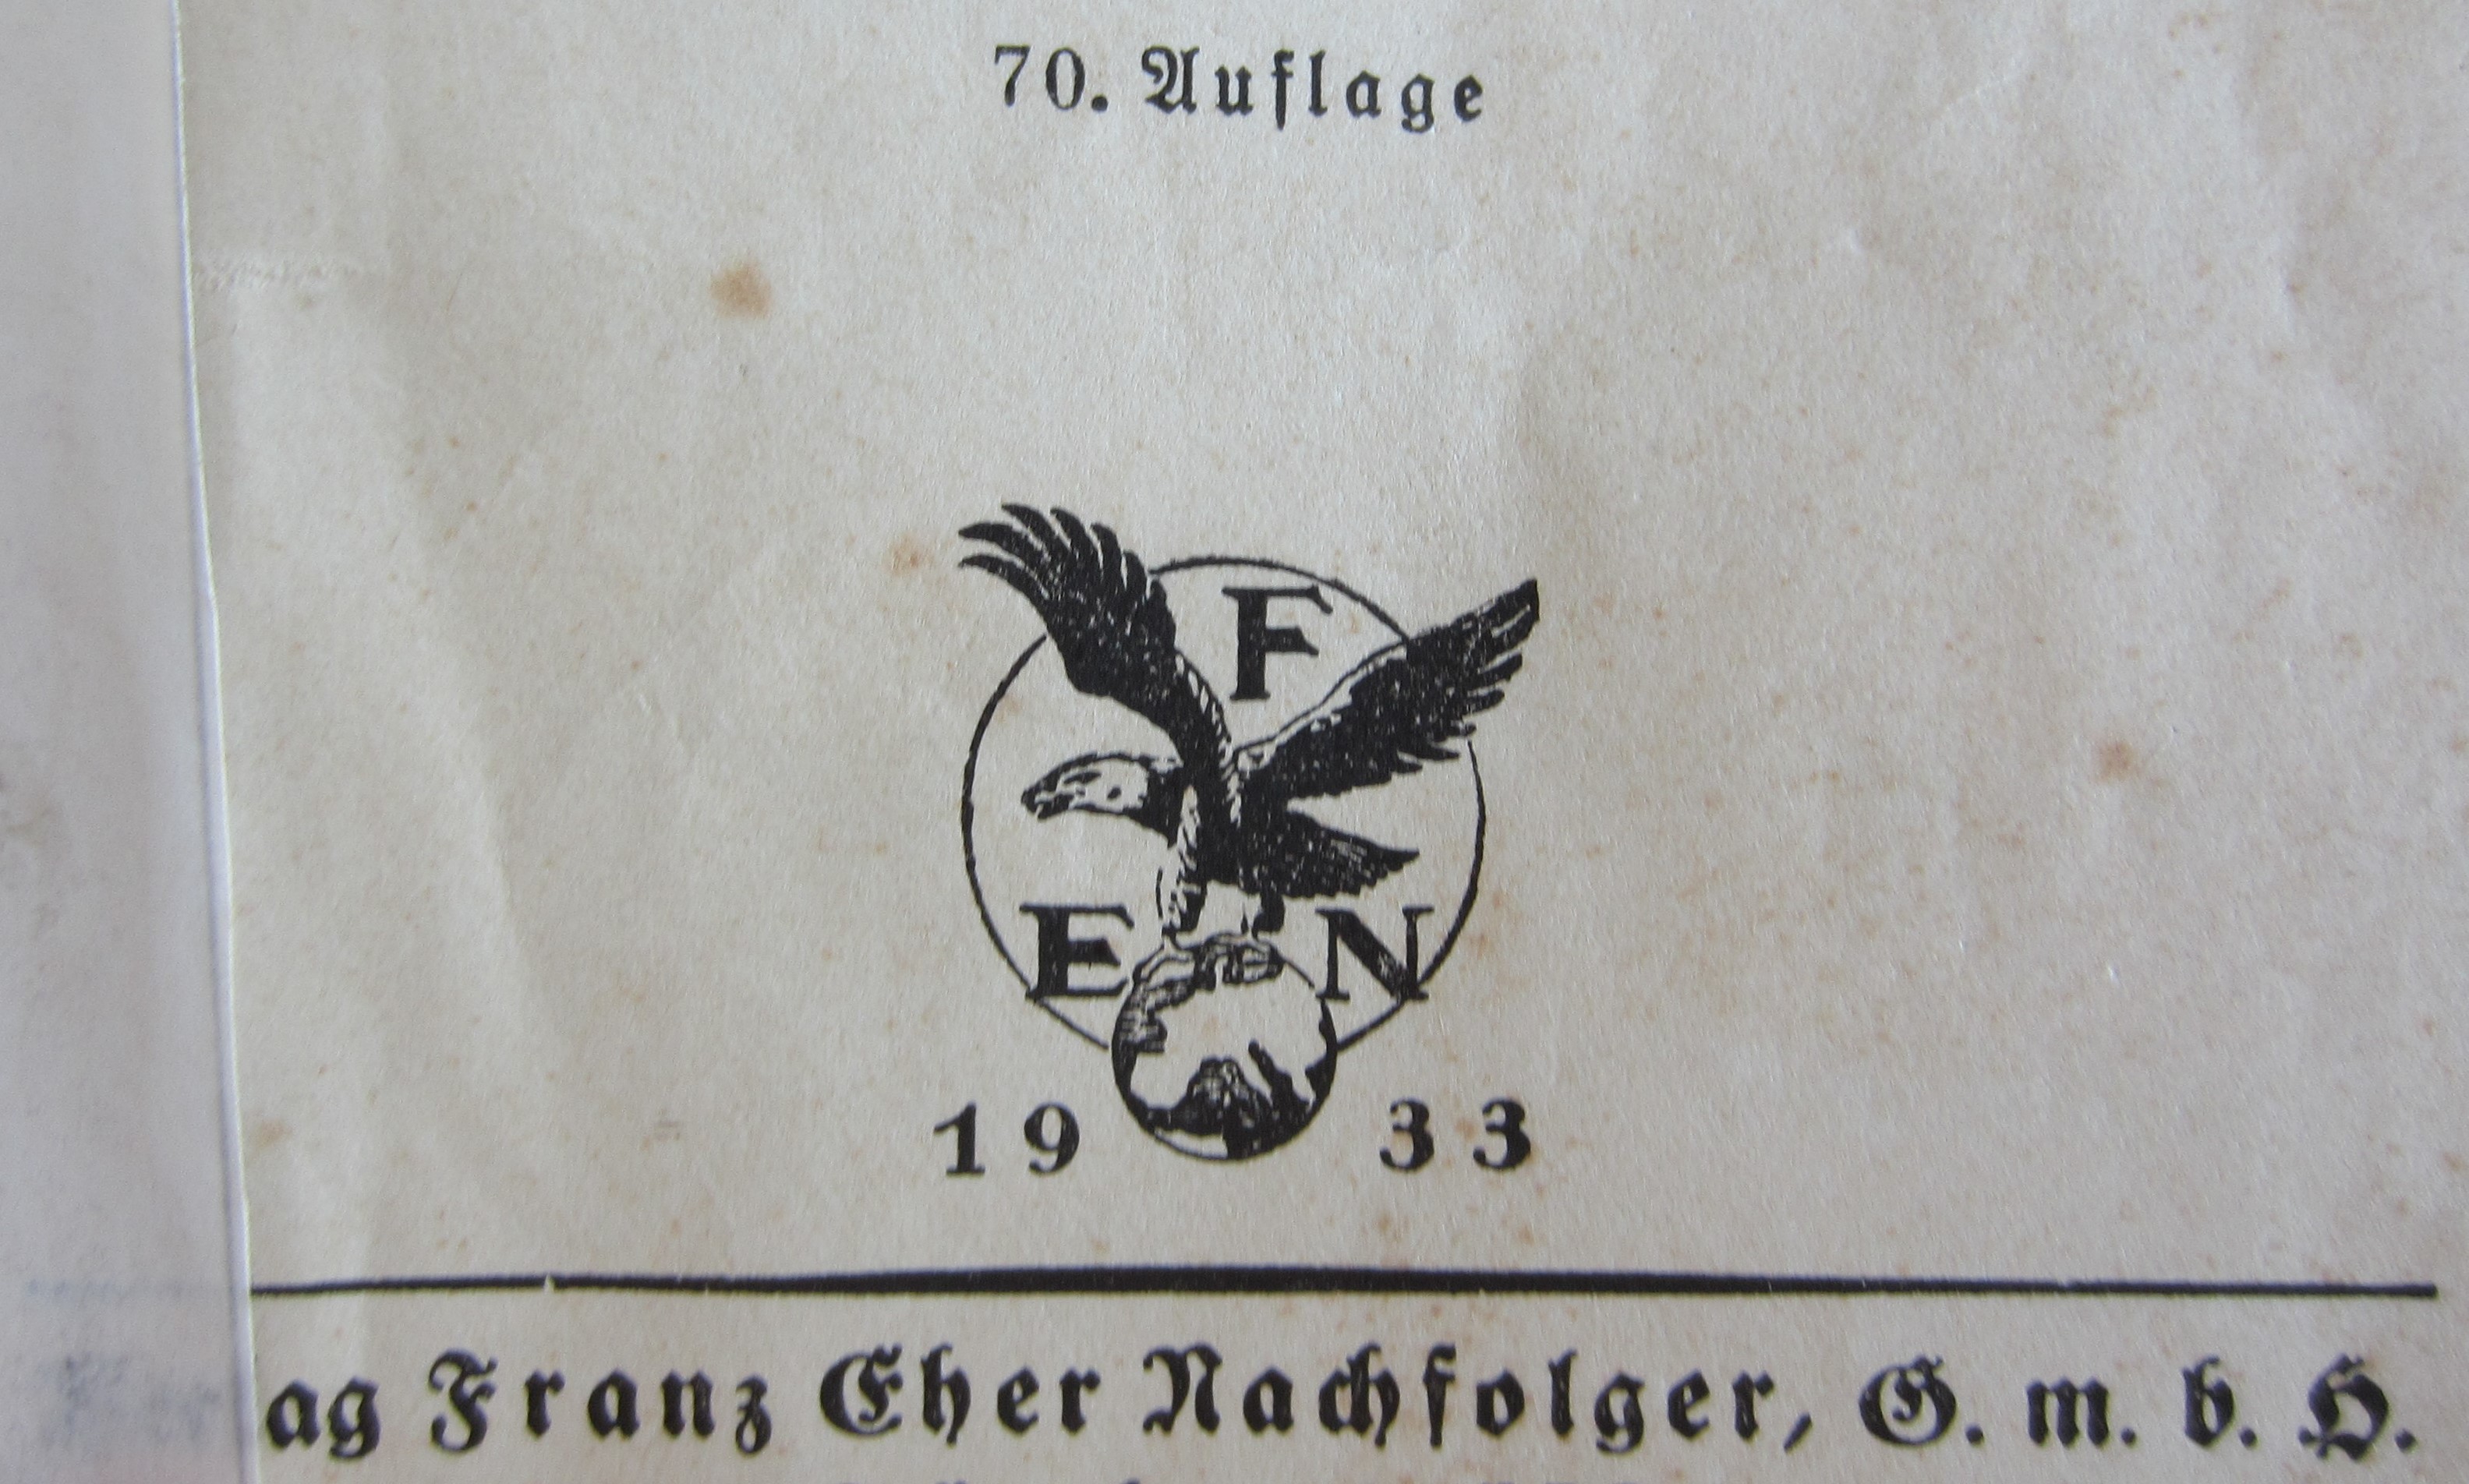 70. Auflage
F
E N
19 33
ag Franz Eher Nachfolger, G. m. b. H.